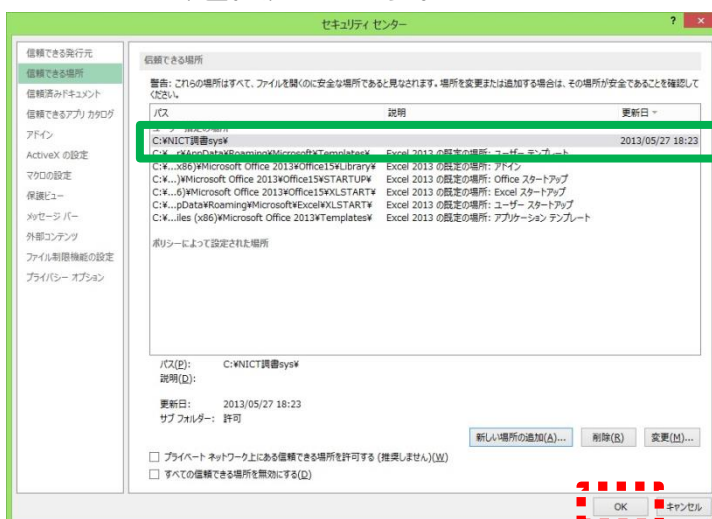 セキュリティ センター
? ×
信頼できる発行元
信頼できる場所
信頼済みドキュメント
信頼できるアプリ カタログ
アドイン
ActiveX の設定
マクロの設定
保護ビュー
メッセージ バー
外部コンテンツ
ファイル制限機能の設定
プライバシー オプション
信頼できる場所
警告: これらの場所はすべて、ファイルを開くのに安全な場所であると見なされます。場所を変更または追加する場合は、その場所が安全であることを確認して
ください。
パス 説明 更新日
ユーザー指定の場所
C:¥NICT調書sys¥ 2013/05/27 18:23
C:¥...r¥AppData¥Roaming¥Microsoft¥Templates¥ Excel 2013 の既定の場所: ユーザー テンプレート
C:¥...x86)¥Microsoft Office 2013¥Office15¥Library¥ Excel 2013 の既定の場所: アドイン
C:¥...)¥Microsoft Office 2013¥Office15¥STARTUP¥ Excel 2013 の既定の場所: Office スタートアップ
C:¥...6)¥Microsoft Office 2013¥Office15¥XLSTART¥ Excel 2013 の既定の場所: Excel スタートアップ
C:¥...pData¥Roaming¥Microsoft¥Excel¥XLSTART¥ Excel 2013 の既定の場所: ユーザー スタートアップ
C:¥...iles (x86)¥Microsoft Office 2013¥Templates¥ Excel 2013 の既定の場所: アプリケーション テンプレート
ポリシーによって設定された場所
パス(P): C:¥NICT調書sys¥
説明(D):
更新日: 2013/05/27 18:23
サブ フォルダー: 許可
新しい場所の追加(A)... 削除(R) 変更(M)...
プライベート ネットワーク上にある信頼できる場所を許可する (推奨しません)(W)
すべての信頼できる場所を無効にする(D)
OK キャンセル